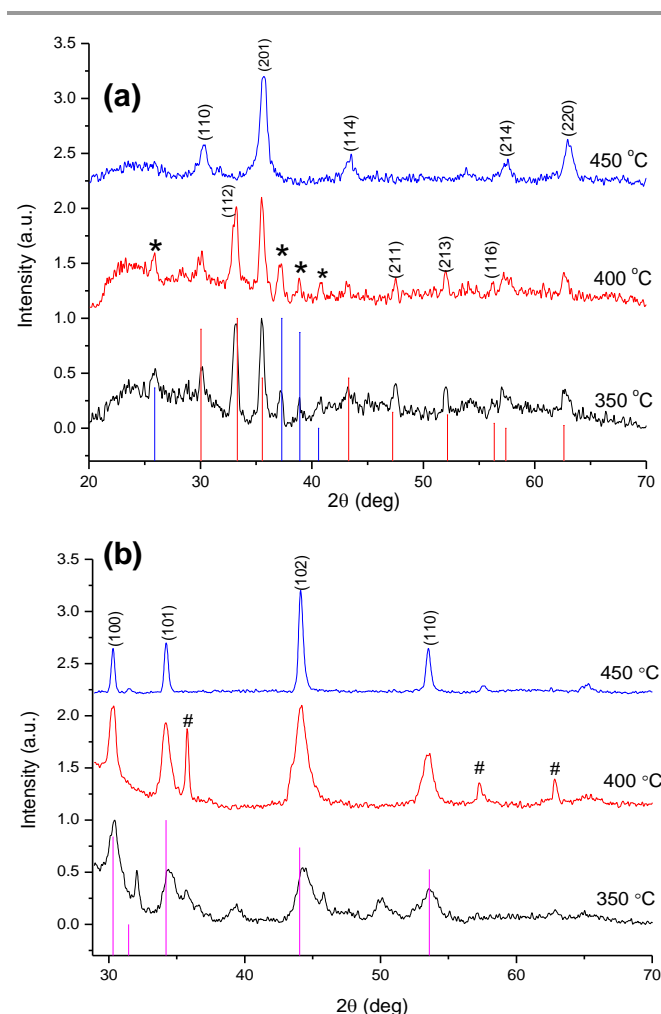 (a)
3.5
3.0
2.5
2.0
1.5
1.0
0.5
0.0
Intensity (a.u.)
(110)
(201)
(114)
(214)
(220)
450 °C
(112)
*
*
*
*
(211)
(213)
(116)
400 °C
350 °C
20 30 40 50 60 70
2θ (deg)
(b)
3.5
3.0
2.5
2.0
1.5
1.0
0.5
0.0
Intensity (a.u.)
(100)
(101)
(102)
(110)
450 °C
#
#
#
400 °C
350 °C
30 40 50 60 70
2θ (deg)